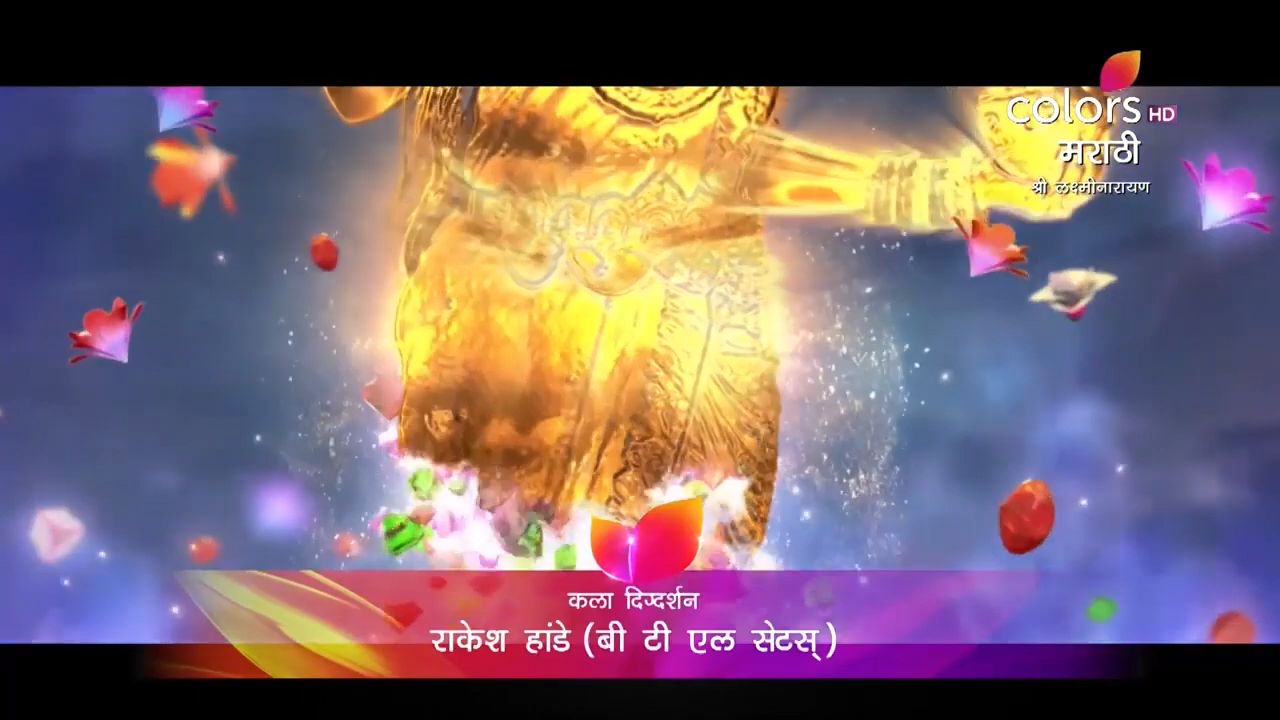 colors HD
मराठी
श्री लक्ष्मीनारायण
कला दिग्दर्शन
राकेश हांडे (बी टी एल सेटस्)